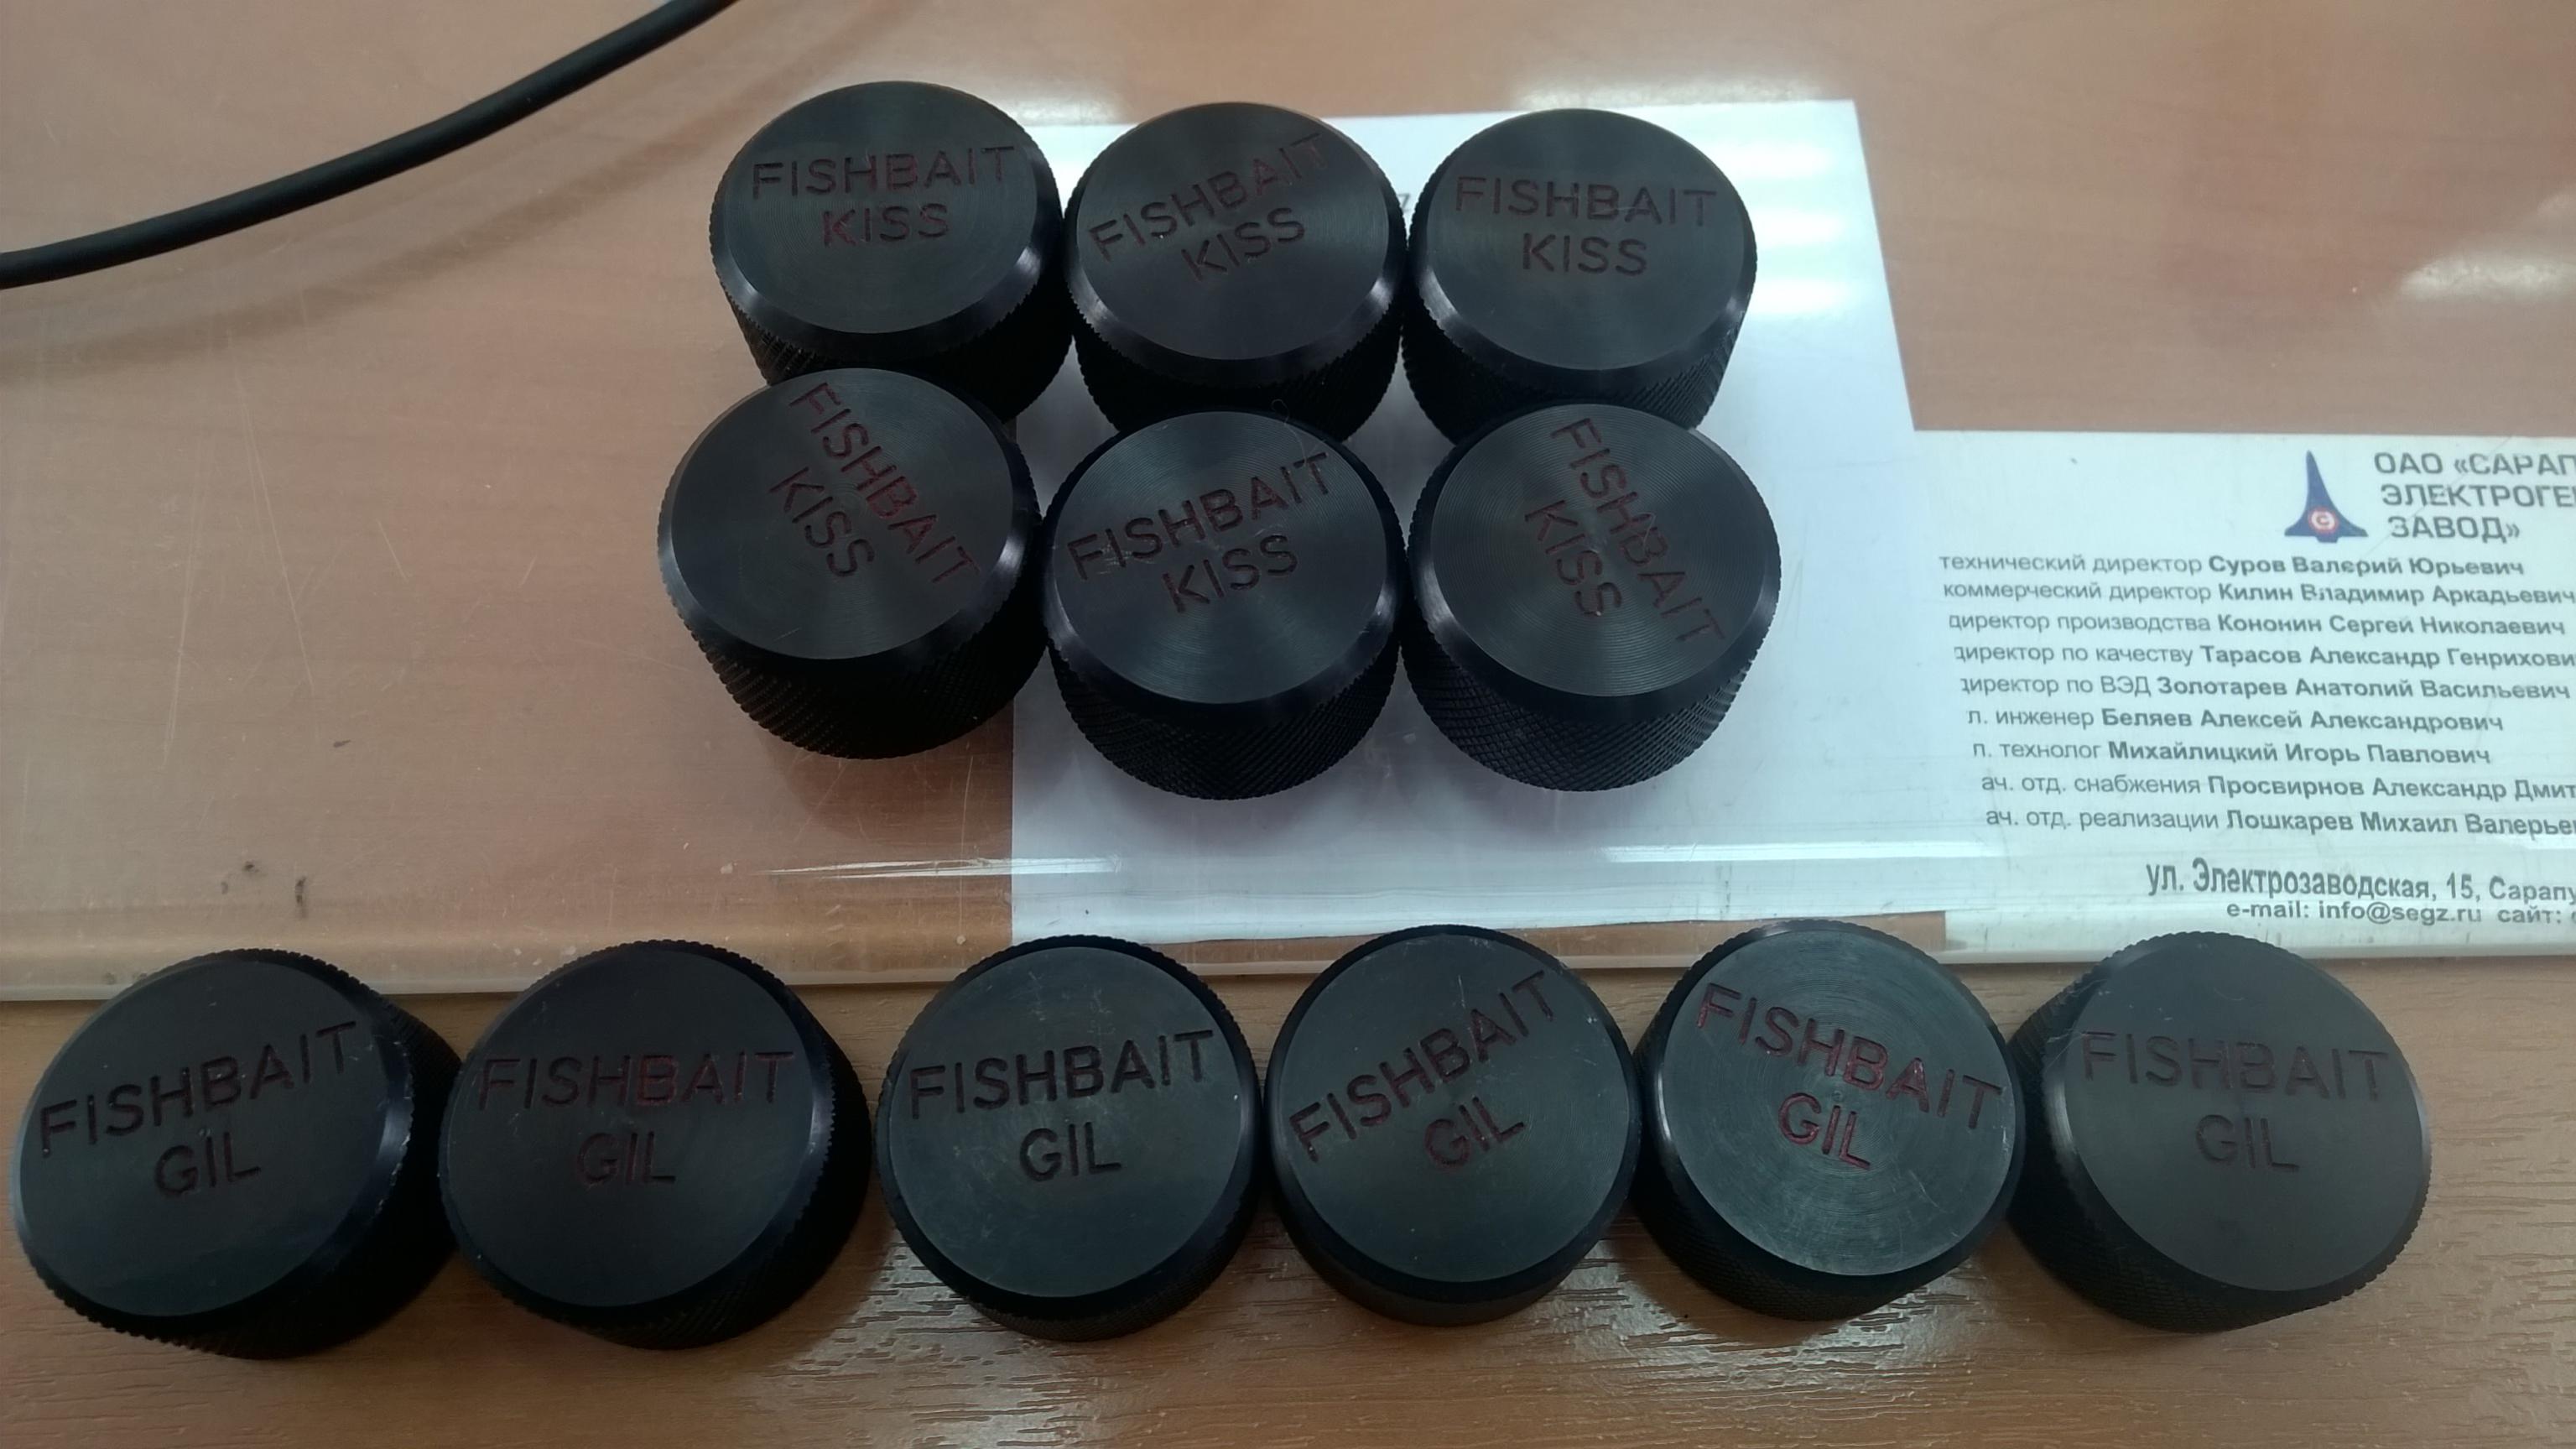 FISHBAIT
KISS
FISHBAIT
KISS
FISHBAIT
KISS
FISHBAIT
KISS
FISHBAIT
KISS
FISHBAIT
KISS
ОАО «САРАП
ЭЛЕКТРОГЕ
ЗАВОД»
технический директор Суров Валерий Юрьевич
коммерческий директор Килин Владимир Аркадьевич
директор производства Кононин Сергей Николаевич
директор по качеству Тарасов Александр Генрихови
директор по ВЭД Золотарев Анатолий Васильевич
л. инженер Беляев Алексей Александрович
п. технолог Михайлицкий Игорь Павлович
ач. отд. снабжения Просвирнов Александр Дмит
ач. отд. реализации Лошкарев Михаил Валерье
ул. Электрозаводская, 15, Сарапу
e-mail: info@segz.ru сайт:
FISHBAIT
GIL
FISHBAIT
GIL
FISHBAIT
GIL
FISHBAIT
GIL
FISHBAIT
GIL
FISHBAIT
GIL